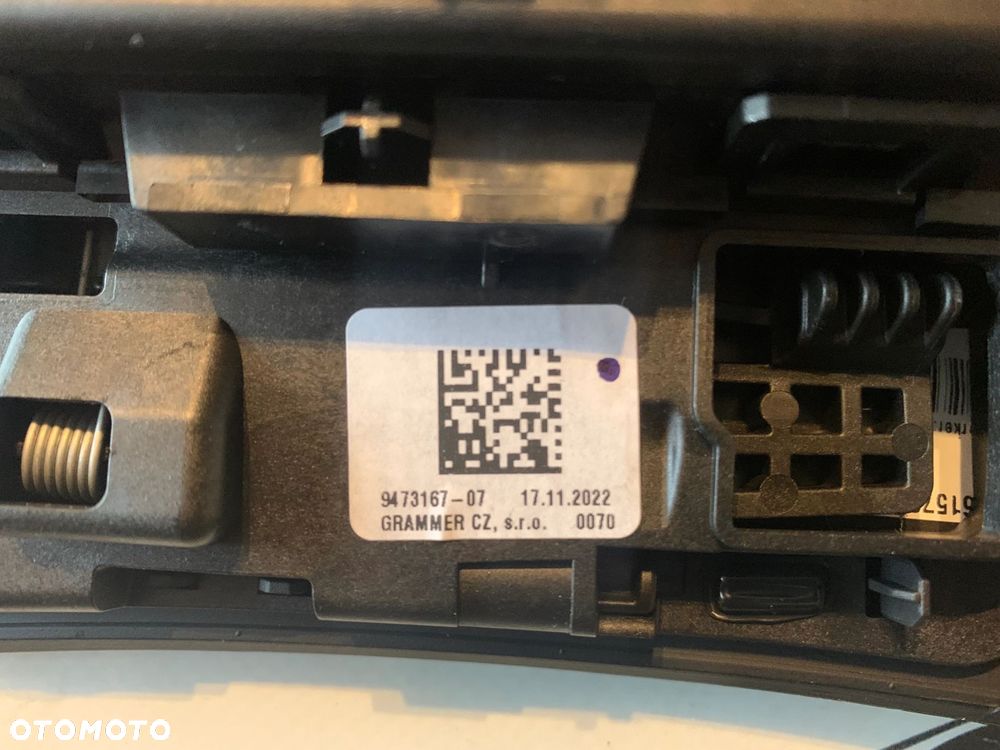 9473167-07 17.11.2022
GRAMMER CZ, s.r.o. 0070
OTOMOTO